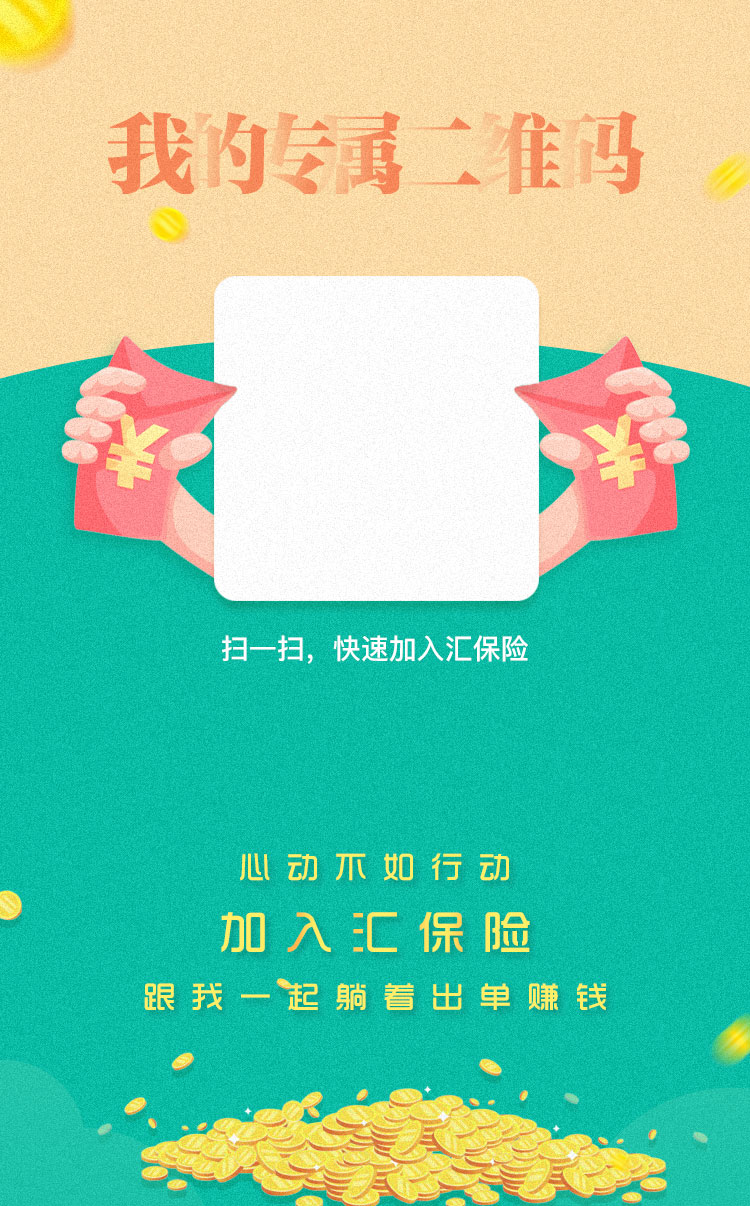 我的专属二维码
¥ ¥
扫一扫，快速加入汇保险
心动不如行动
加入汇保险
跟我一起躺着出单赚钱